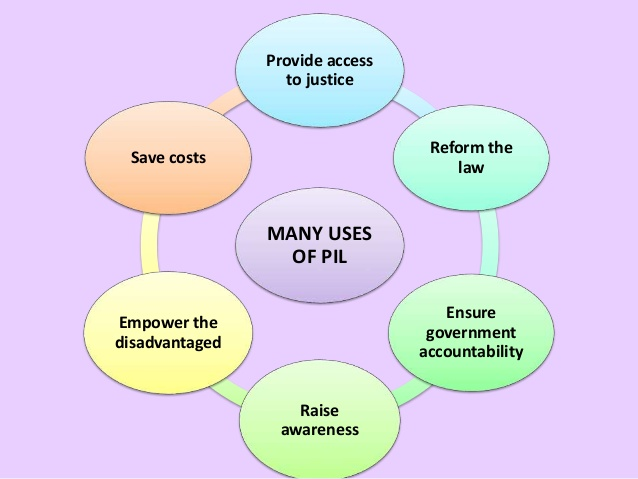 Provide access
to justice
Reform the
law
Ensure
government
accountability
Raise
awareness
Empower the
disadvantaged
Save costs
MANY USES
OF PIL